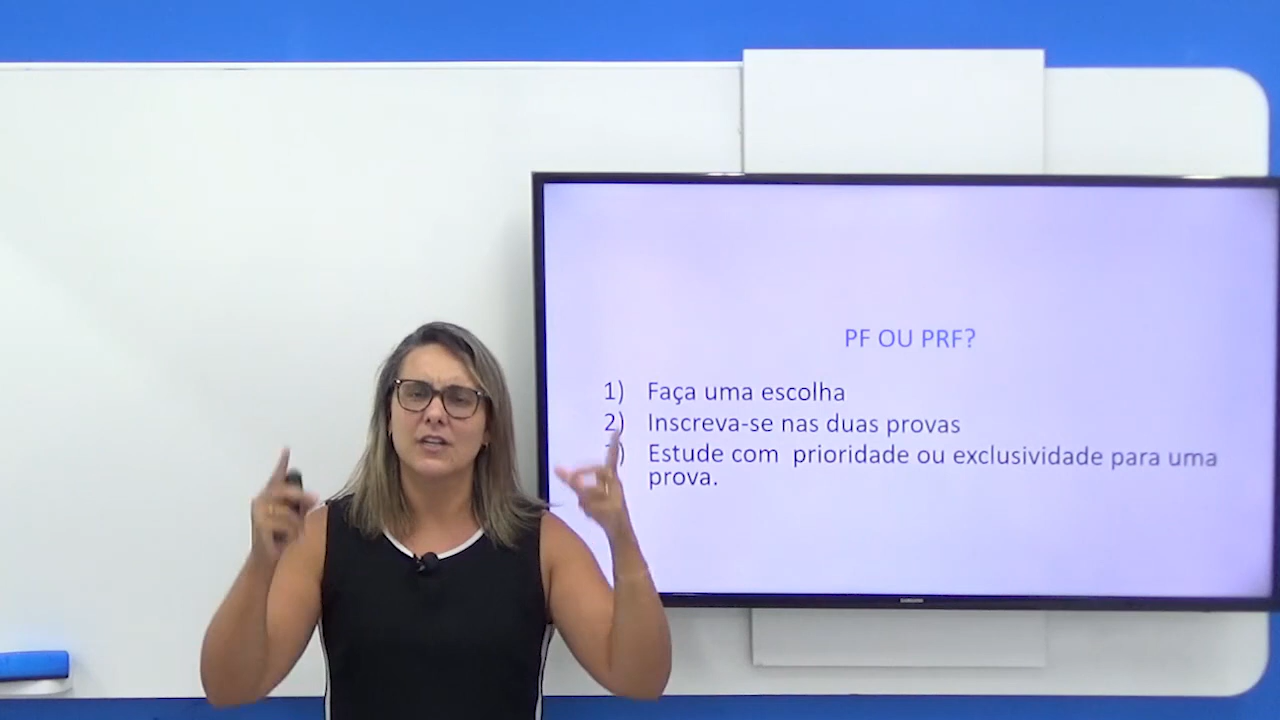 PF OU PRF?
1) Faça uma escolha
2) Inscreva-se nas duas provas
Estude com prioridade ou exclusividade para uma
prova.